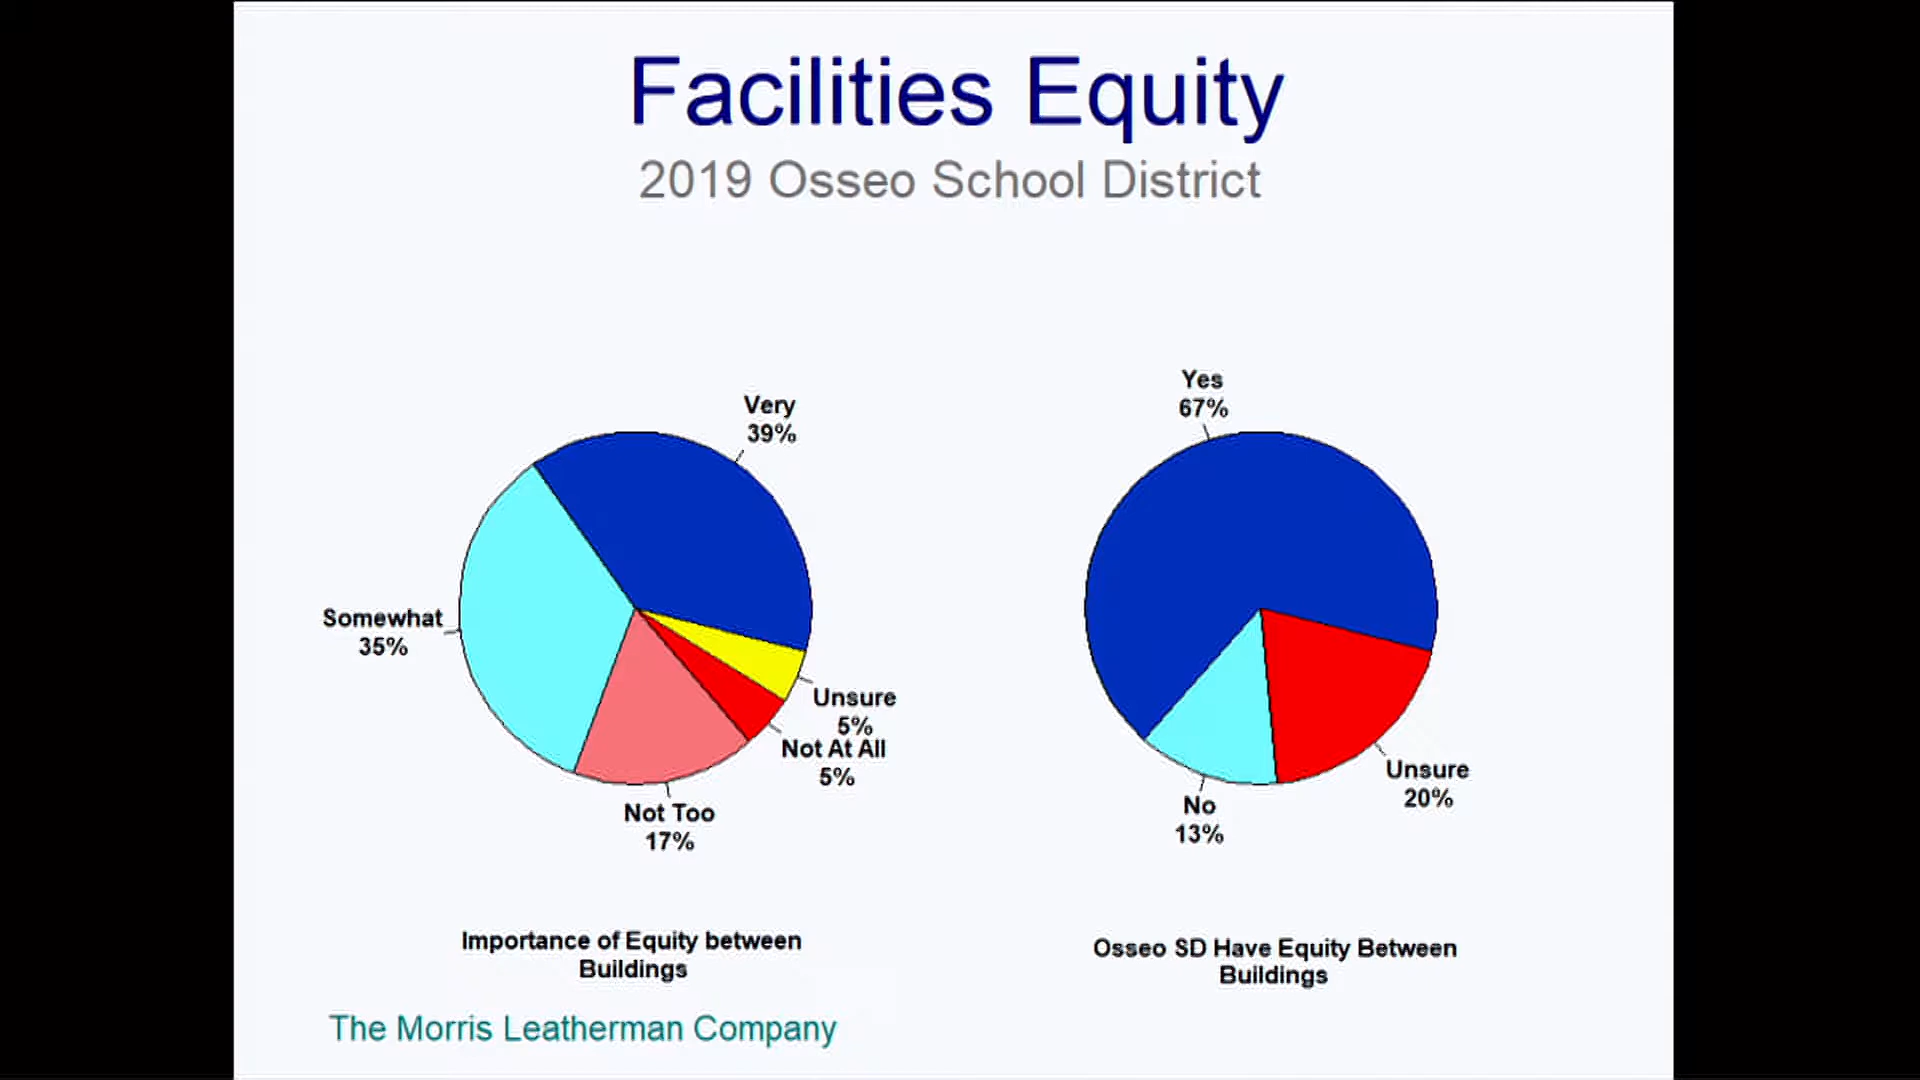 Facilities Equity
2019 Osseo School District
Very
39%
Somewhat
35%
Unsure
5%
Not At All
5%
Not Too
17%
Importance of Equity between
Buildings
Yes
67%
Unsure
20%
No
13%
Osseo SD Have Equity Between
Buildings
The Morris Leatherman Company